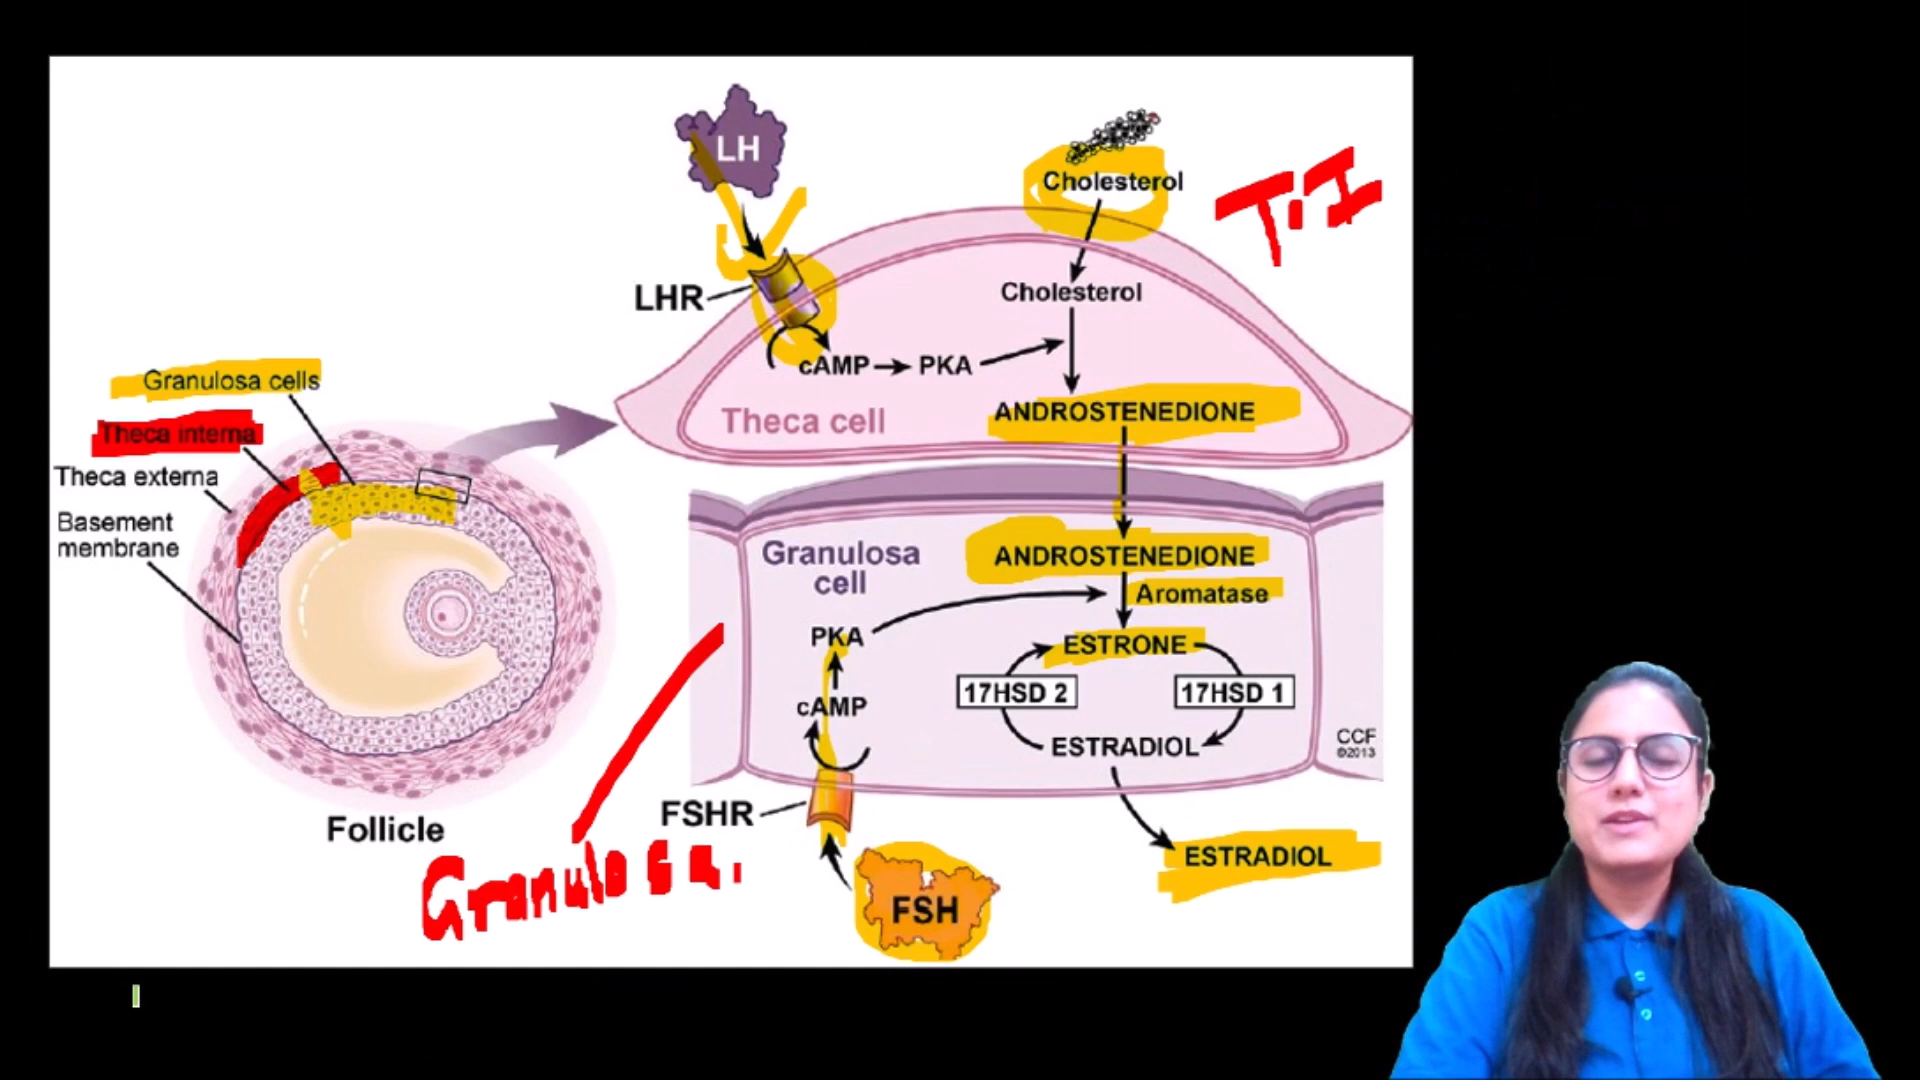 LH
Cholesterol
T.I
LHR
Cholesterol
cAMP
PKA
Granulosa cells
Theca interna
Theca externa
Basement
membrane
Theca cell
ANDROSTENEDIONE
Granulosa
cell
ANDROSTENEDIONE
Aromatase
PKA
ESTRONE
17HSD 2
17HSD 1
cAMP
ESTRADIOL
CCF
©2013
FSHR
Follicle
Granulosa.
ESTRADIOL
FSH